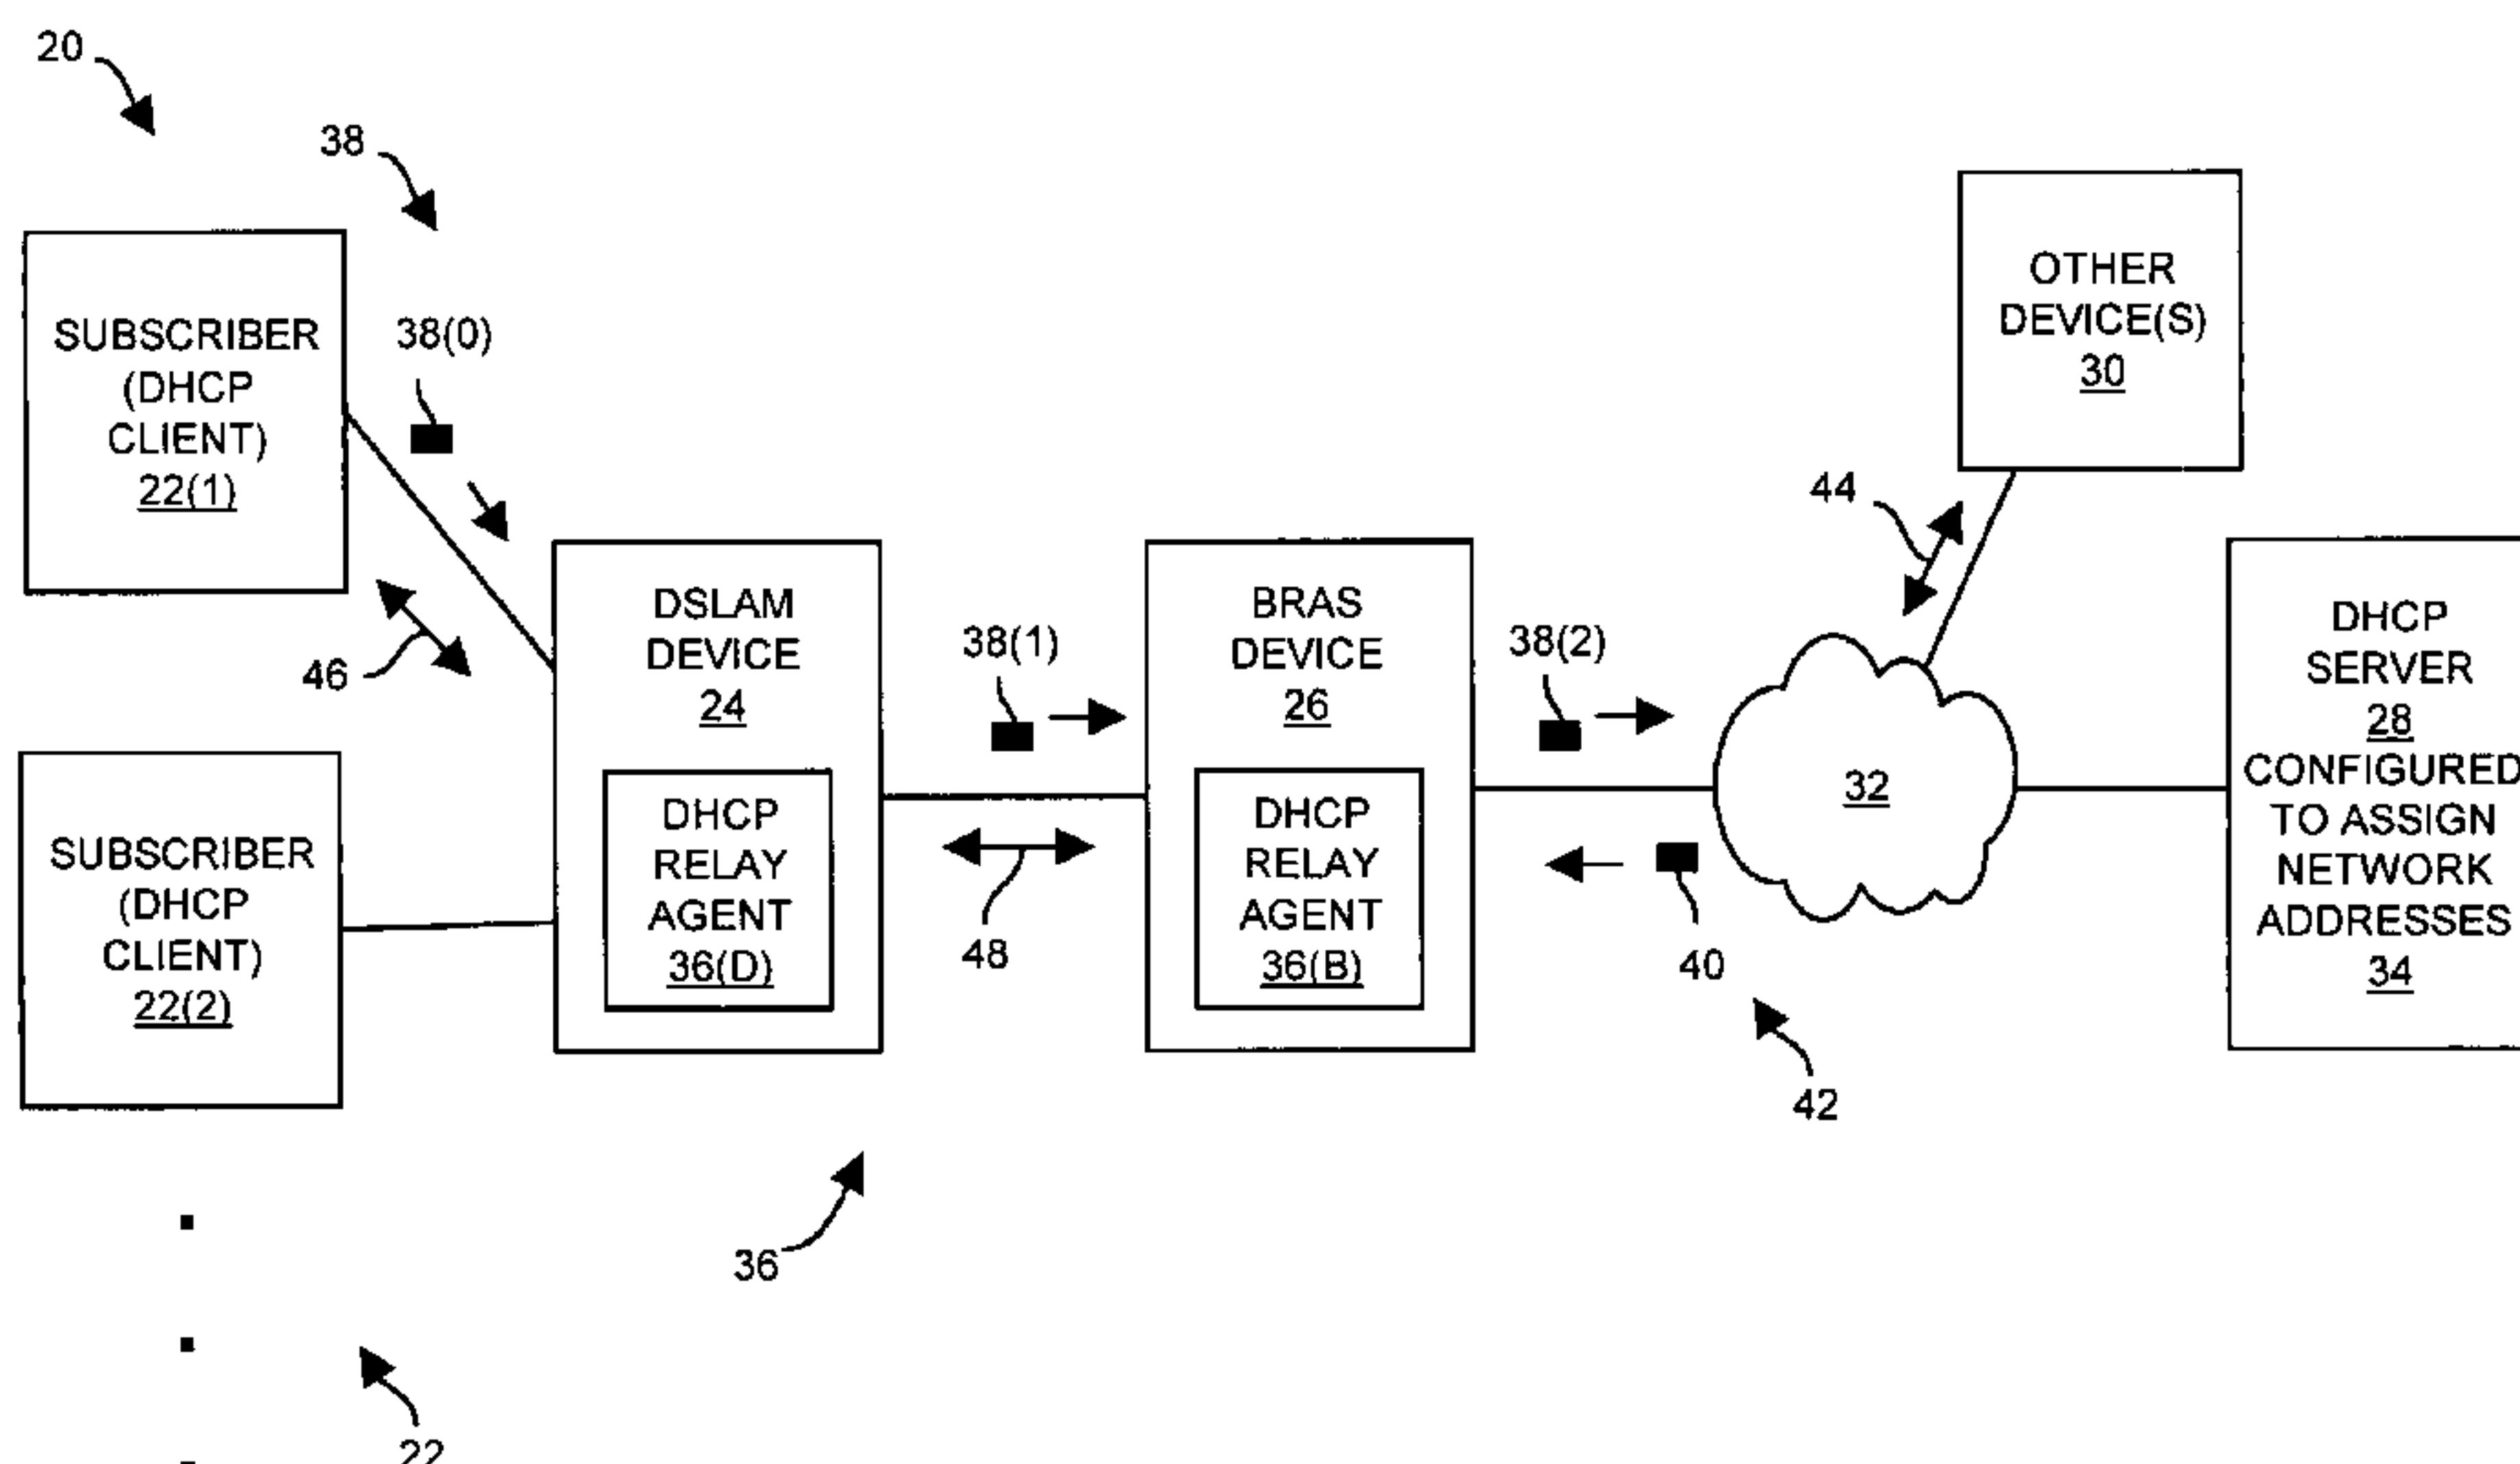 20
38
SUBSCRIBER
(DHCP
CLIENT)
22(1)
38(0)
46
SUBSCRIBER
(DHCP
CLIENT)
22(2)
DSLAM
DEVICE
24
DHCP
RELAY
AGENT
36(D)
38(1)
48
BRAS
DEVICE
26
DHCP
RELAY
AGENT
36(B)
38(2)
40
42
32
44
OTHER
DEVICE(S)
30
DHCP
SERVER
28
CONFIGURED
TO ASSIGN
NETWORK
ADDRESSES
34
36
22